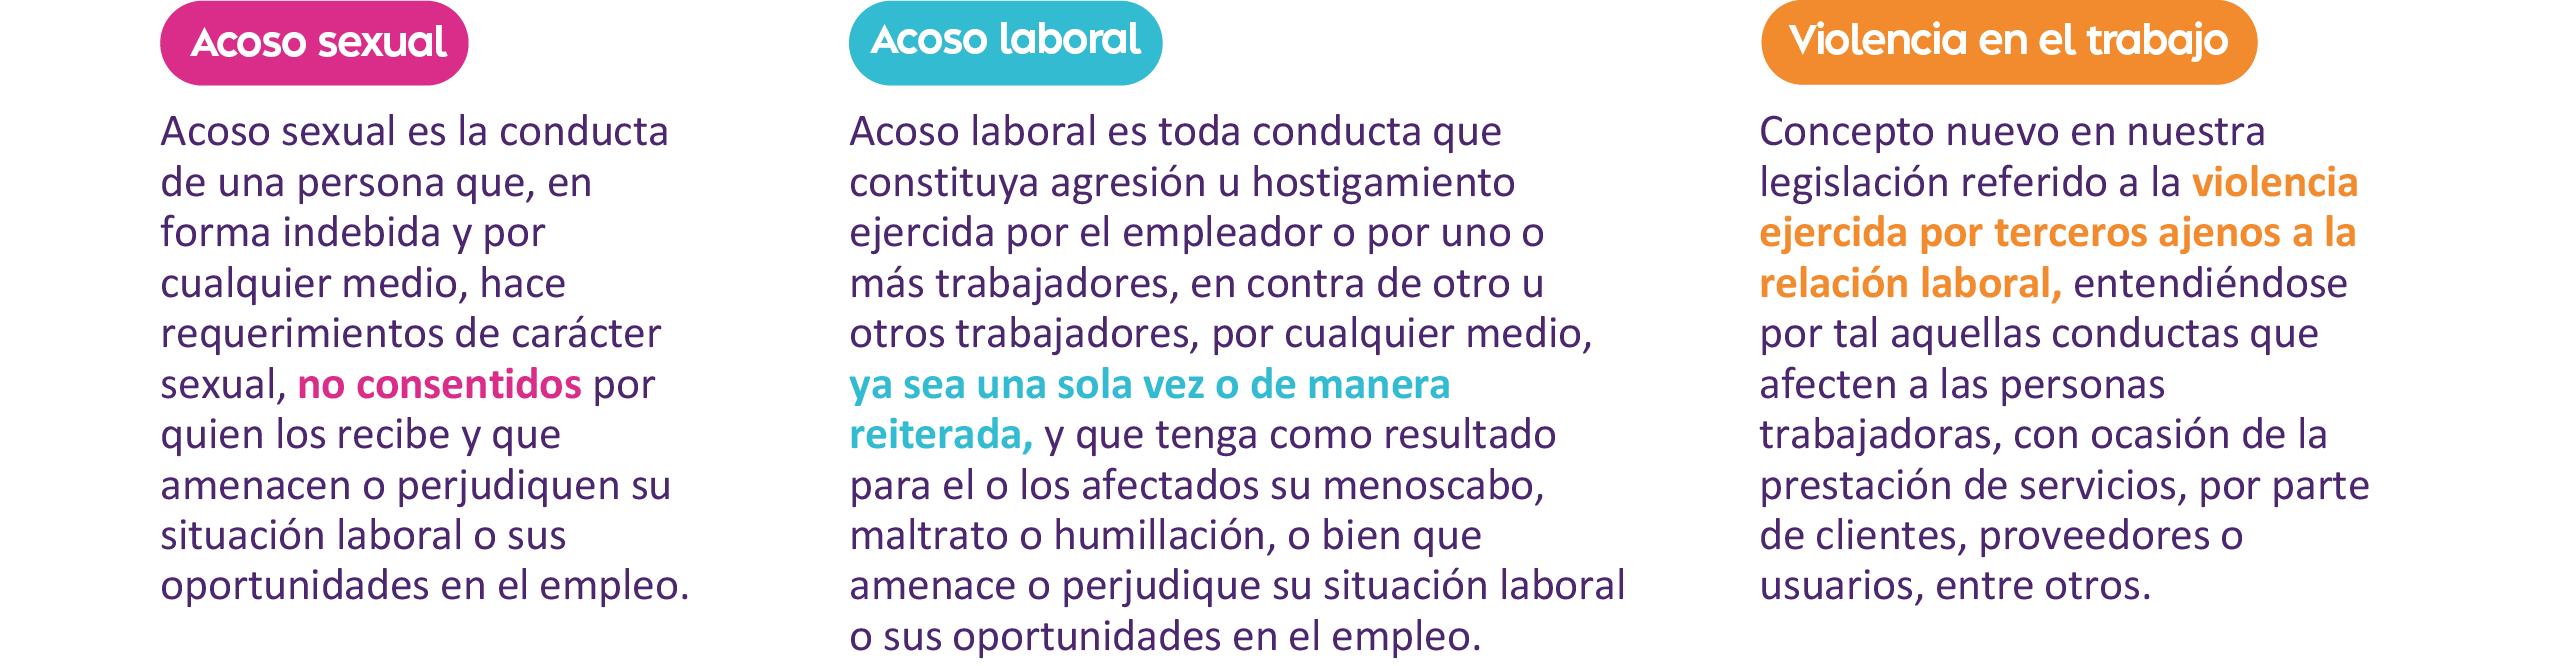 Acoso sexual
Acoso sexual es la conducta
de una persona que, en
forma indebida y por
cualquier medio, hace
requerimientos de carácter
sexual, no consentidos por
quien los recibe y que
amenacen o perjudiquen su
situación laboral o sus
oportunidades en el empleo.
Acoso laboral
Acoso laboral es toda conducta que
constituya agresión u hostigamiento
ejercida por el empleador o por uno o
más trabajadores, en contra de otro u
otros trabajadores, por cualquier medio,
ya sea una sola vez o de manera
reiterada, y que tenga como resultado
para el o los afectados su menoscabo,
maltrato o humillación, o bien que
amenace o perjudique su situación laboral
o sus oportunidades en el empleo.
Violencia en el trabajo
Concepto nuevo en nuestra
legislación referido a la violencia
ejercida por terceros ajenos a la
relación laboral, entendiéndose
por tal aquellas conductas que
afecten a las personas
trabajadoras, con ocasión de la
prestación de servicios, por parte
de clientes, proveedores o
usuarios, entre otros.